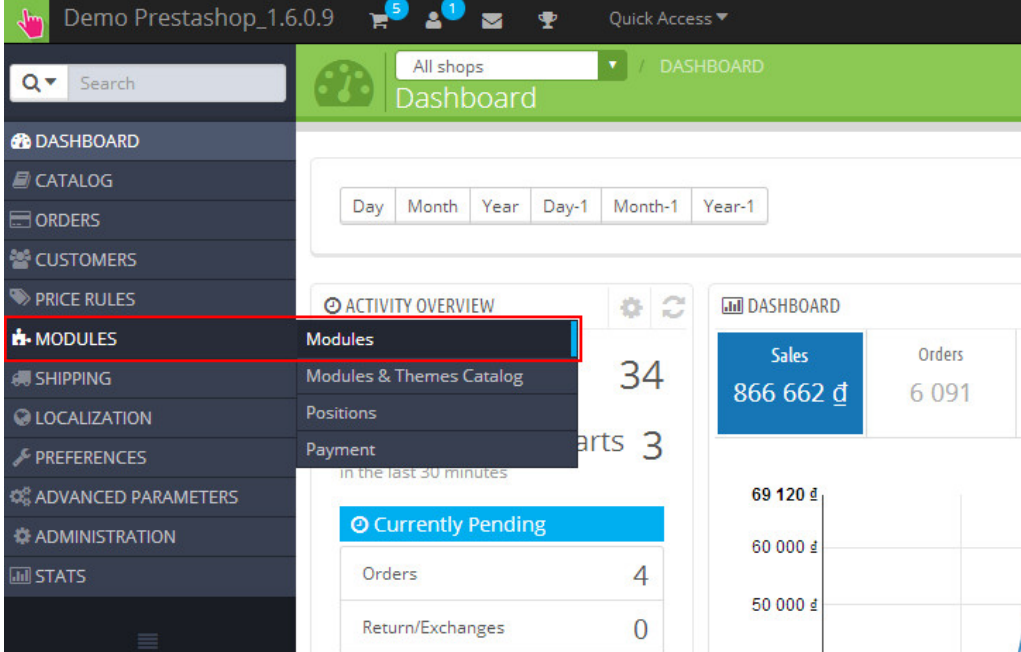 Demo Prestashop_1.6.0.9 5 1 Quick Access
Search
All shops / DASHBOARD
Dashboard
DASHBOARD
CATALOG
ORDERS
CUSTOMERS
PRICE RULES
MODULES
SHIPPING
LOCALIZATION
PREFERENCES
ADVANCED PARAMETERS
ADMINISTRATION
STATS
Modules
Modules & Themes Catalog
Positions
Payment
Day Month Year Day-1 Month-1 Year-1
ACTIVITY OVERVIEW
34
arts 3
in the last 30 minutes
Currently Pending
Orders 4
Return/Exchanges 0
DASHBOARD
Sales Orders
866 662 ₫ 6 091
69 120 ₫
60 000 ₫
50 000 ₫